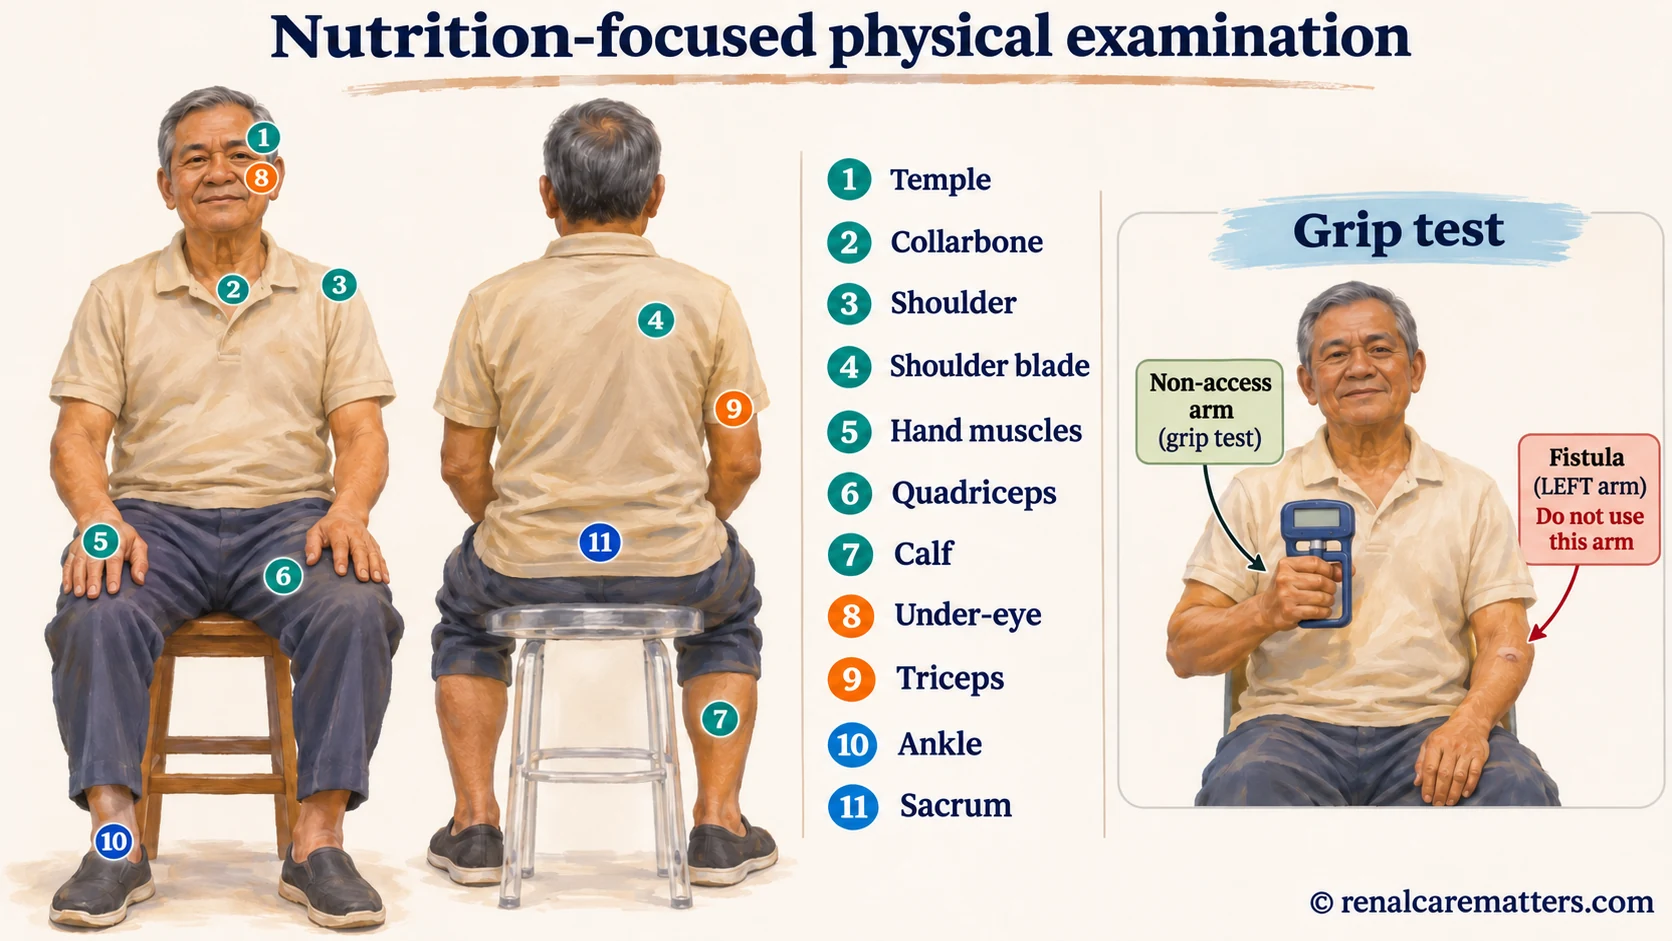 Nutrition-focused physical examination
1
8
2
3
5
6
10
4
9
11
7
1 Temple
2 Collarbone
3 Shoulder
4 Shoulder blade
5 Hand muscles
6 Quadriceps
7 Calf
8 Under-eye
9 Triceps
10 Ankle
11 Sacrum
Grip test
Non-access
arm
(grip test)
Fistula
(LEFT arm)
Do not use
this arm
© renalcarematters.com